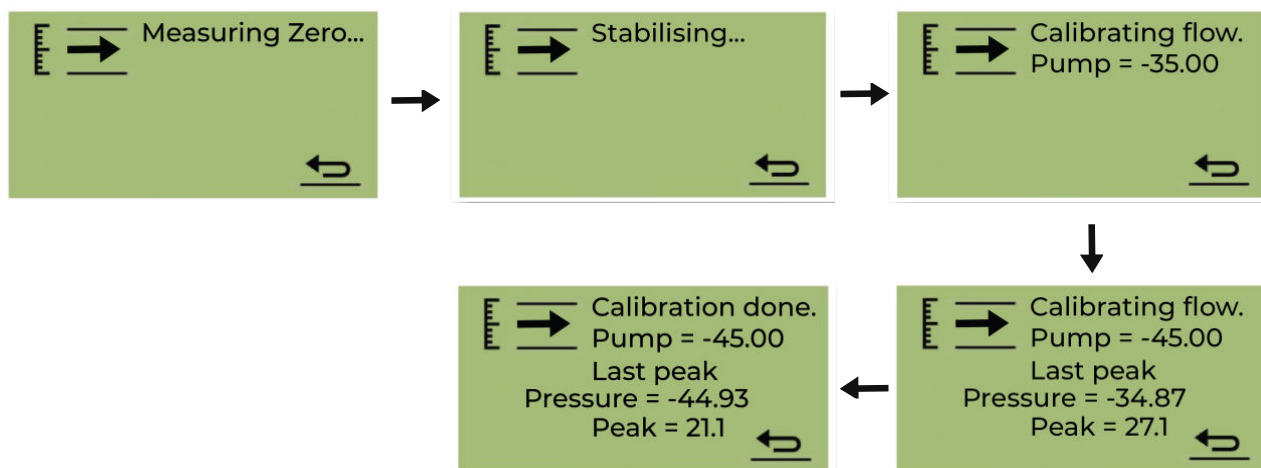 Measuring Zero...
Stabilising...
Calibrating flow.
Pump = -35.00
Calibrating flow.
Pump = -45.00
Last peak
Pressure = -34.87
Peak = 27.1
Calibration done.
Pump = -45.00
Last peak
Pressure = -44.93
Peak = 21.1